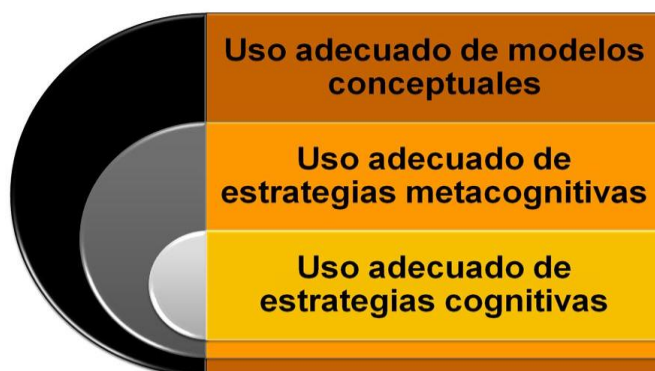 Uso adecuado de modelos
conceptuales
Uso adecuado de
estrategias metacognitivas
Uso adecuado de
estrategias cognitivas